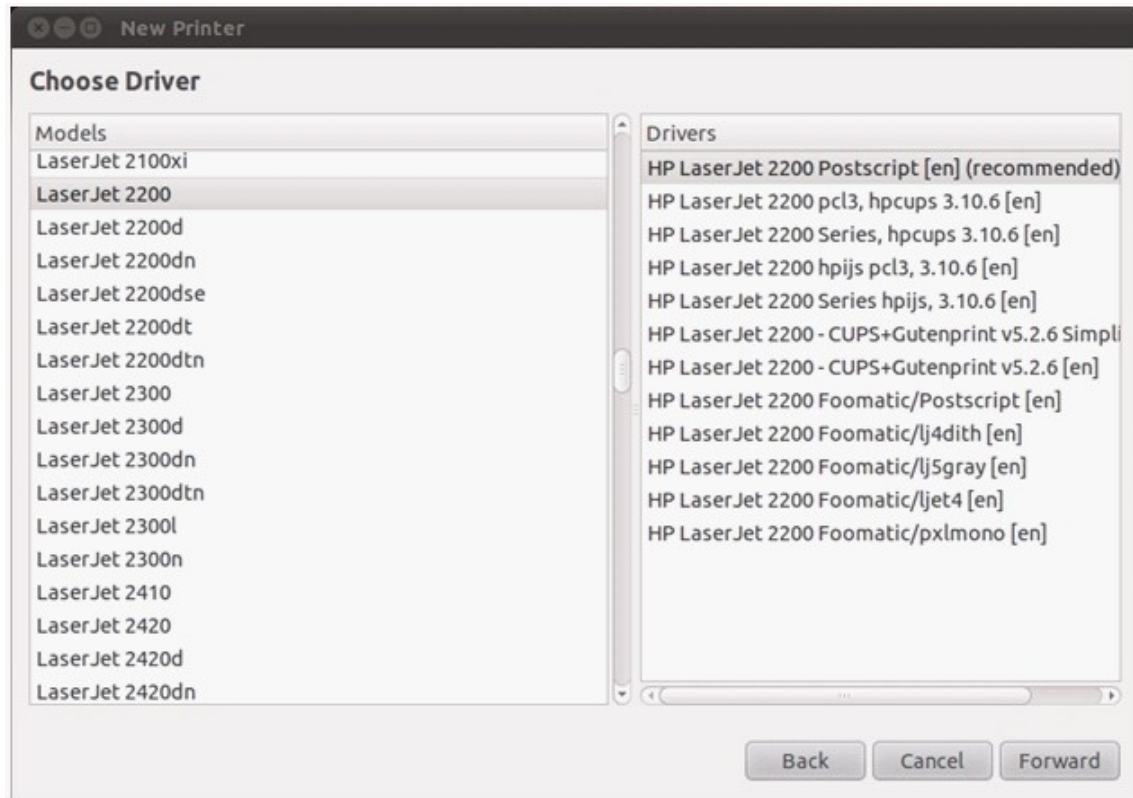 New Printer
Choose Driver
Models
LaserJet 2100xi
LaserJet 2200
LaserJet 2200d
LaserJet 2200dn
LaserJet 2200dse
LaserJet 2200dt
LaserJet 2200dtn
LaserJet 2300
LaserJet 2300d
LaserJet 2300dn
LaserJet 2300dtn
LaserJet 2300l
LaserJet 2300n
LaserJet 2410
LaserJet 2420
LaserJet 2420d
LaserJet 2420dn
Drivers
HP LaserJet 2200 Postscript [en] (recommended)
HP LaserJet 2200 pcl3, hpcups 3.10.6 [en]
HP LaserJet 2200 Series, hpcups 3.10.6 [en]
HP LaserJet 2200 hpijs pcl3, 3.10.6 [en]
HP LaserJet 2200 Series hpijs, 3.10.6 [en]
HP LaserJet 2200 - CUPS+Gutenprint v5.2.6 Simpli
HP LaserJet 2200 - CUPS+Gutenprint v5.2.6 [en]
HP LaserJet 2200 Foomatic/Postscript [en]
HP LaserJet 2200 Foomatic/lj4dith [en]
HP LaserJet 2200 Foomatic/lj5gray [en]
HP LaserJet 2200 Foomatic/ljet4 [en]
HP LaserJet 2200 Foomatic/pxlmono [en]
Back Cancel Forward